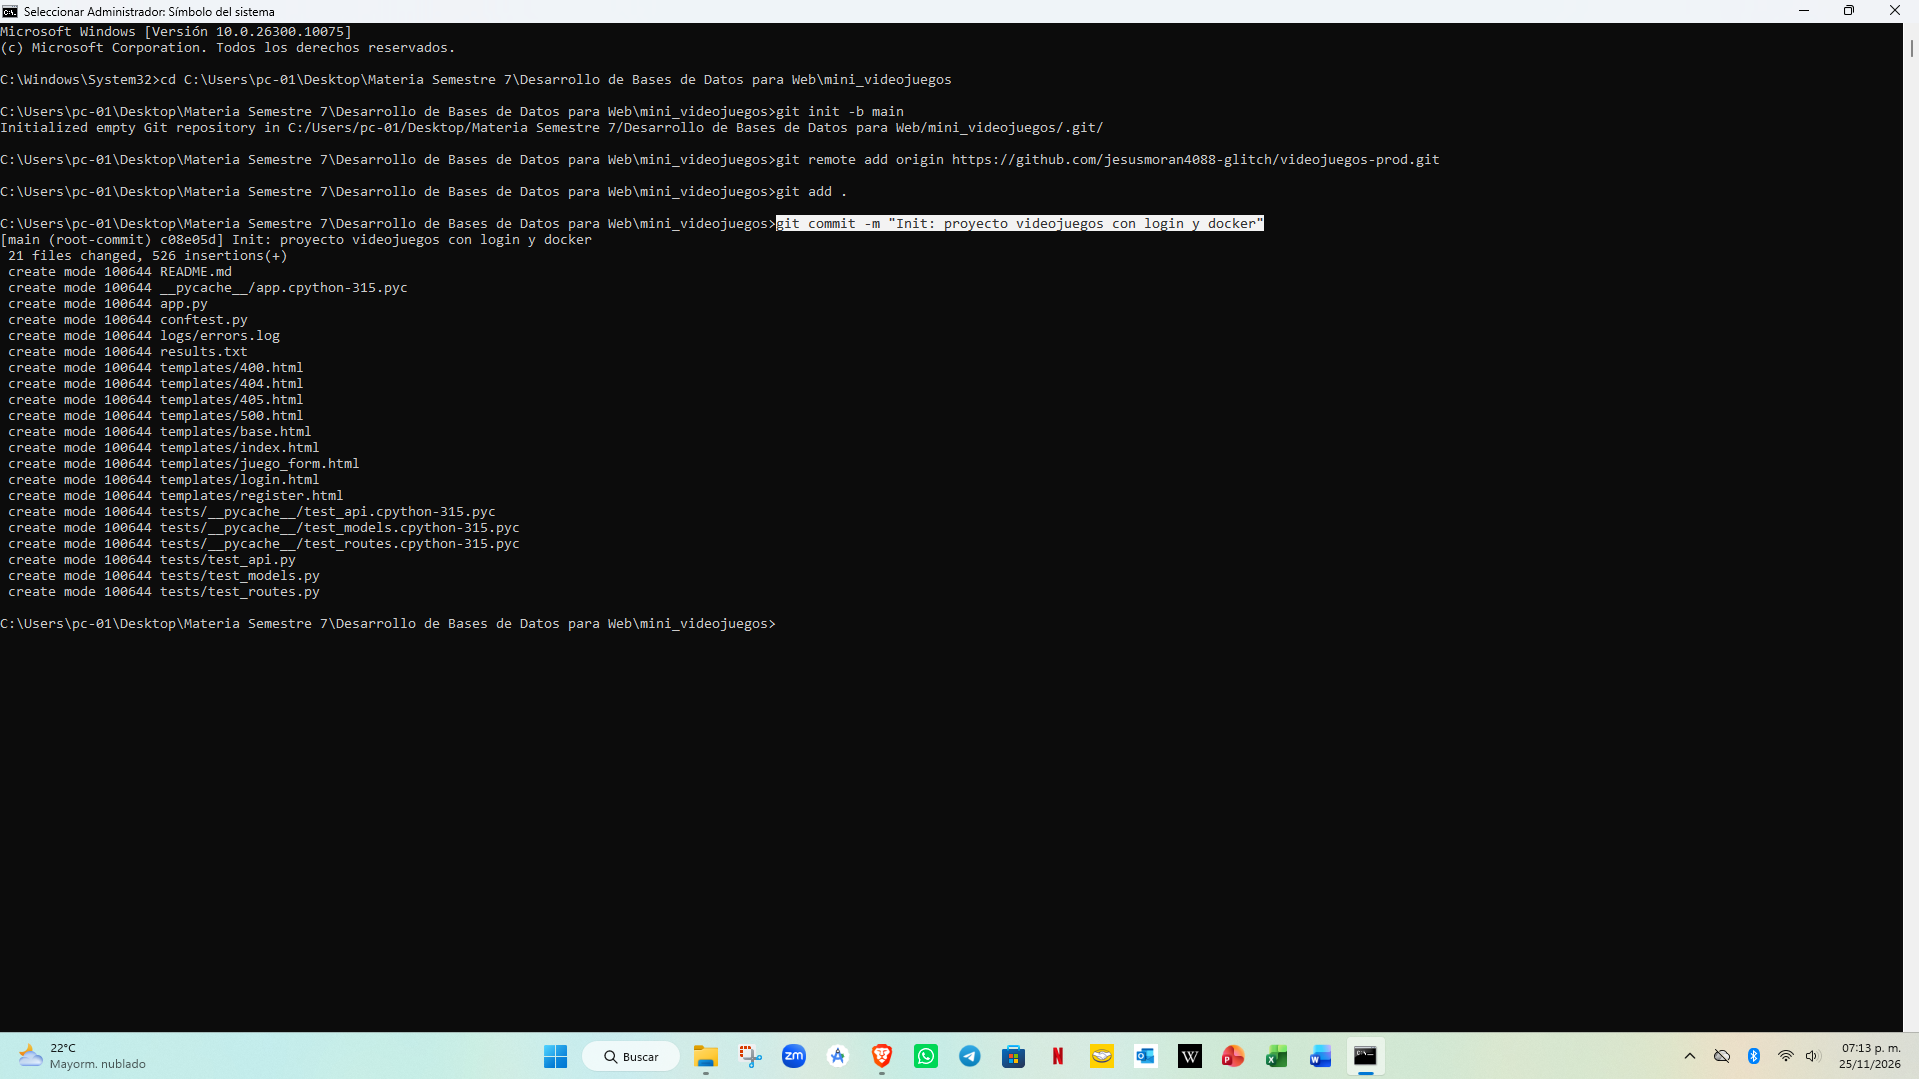 Seleccionar Administrador: Símbolo del sistema
Microsoft Windows [Versión 10.0.26300.10075]
(c) Microsoft Corporation. Todos los derechos reservados.
C:\Windows\System32>cd C:\Users\pc-01\Desktop\Materia Semestre 7\Desarrollo de Bases de Datos para Web\mini_videojuegos
C:\Users\pc-01\Desktop\Materia Semestre 7\Desarrollo de Bases de Datos para Web\mini_videojuegos>git init -b main
Initialized empty Git repository in C:/Users/pc-01/Desktop/Materia Semestre 7/Desarrollo de Bases de Datos para Web/mini_videojuegos/.git/
C:\Users\pc-01\Desktop\Materia Semestre 7\Desarrollo de Bases de Datos para Web\mini_videojuegos>git remote add origin https://github.com/jesusmoran4088-glitch/videojuegos-prod.git
C:\Users\pc-01\Desktop\Materia Semestre 7\Desarrollo de Bases de Datos para Web\mini_videojuegos>git add .
C:\Users\pc-01\Desktop\Materia Semestre 7\Desarrollo de Bases de Datos para Web\mini_videojuegos>git commit -m "Init: proyecto videojuegos con login y docker"
[main (root-commit) c08e05d] Init: proyecto videojuegos con login y docker
 21 files changed, 526 insertions(+)
 create mode 100644 README.md
 create mode 100644 __pycache__/app.cpython-315.pyc
 create mode 100644 app.py
 create mode 100644 conftest.py
 create mode 100644 logs/errors.log
 create mode 100644 results.txt
 create mode 100644 templates/400.html
 create mode 100644 templates/404.html
 create mode 100644 templates/405.html
 create mode 100644 templates/500.html
 create mode 100644 templates/base.html
 create mode 100644 templates/index.html
 create mode 100644 templates/juego_form.html
 create mode 100644 templates/login.html
 create mode 100644 templates/register.html
 create mode 100644 tests/__pycache__/test_api.cpython-315.pyc
 create mode 100644 tests/__pycache__/test_models.cpython-315.pyc
 create mode 100644 tests/__pycache__/test_routes.cpython-315.pyc
 create mode 100644 tests/test_api.py
 create mode 100644 tests/test_models.py
 create mode 100644 tests/test_routes.py
C:\Users\pc-01\Desktop\Materia Semestre 7\Desarrollo de Bases de Datos para Web\mini_videojuegos>
22°C
Mayorm. nublado
Buscar
zm
N
W
07:13 p. m.
25/11/2026